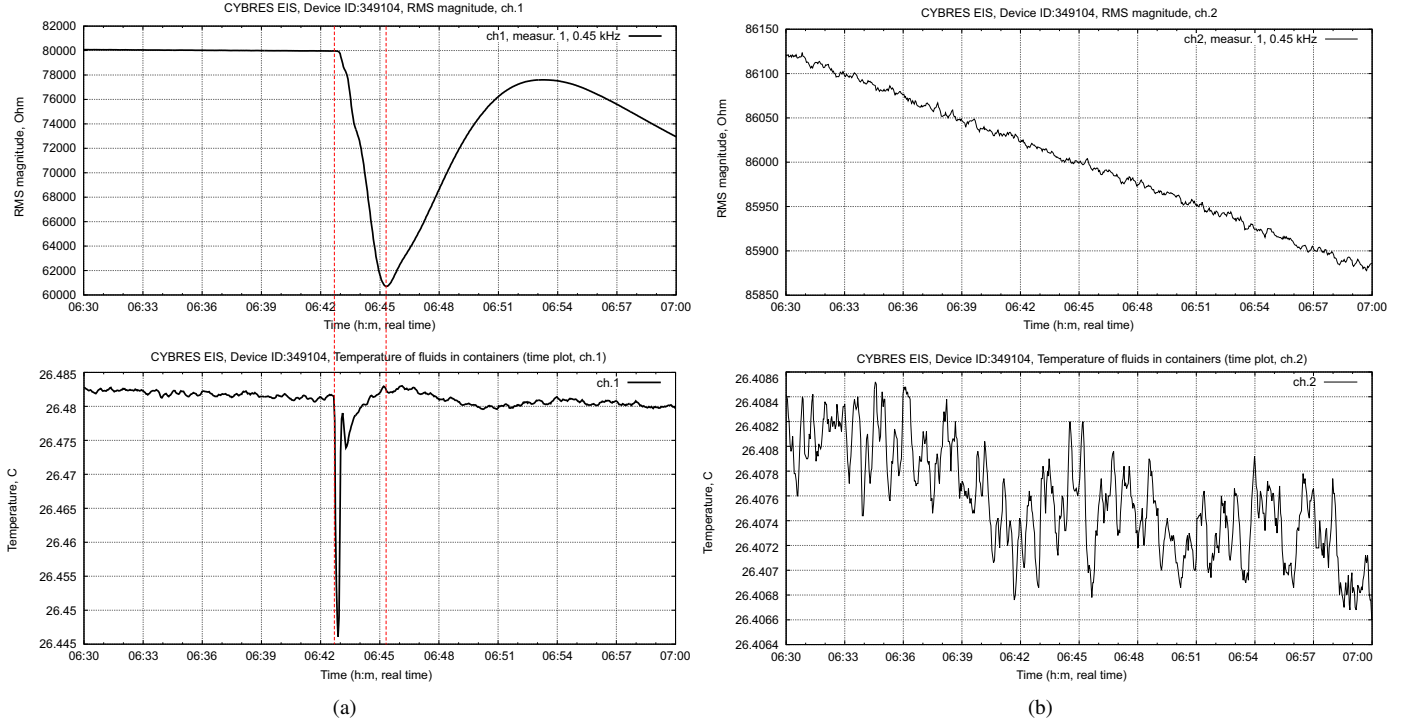 CYBRES EIS, Device ID:349104, RMS magnitude, ch.1
ch1, measur. 1, 0.45 kHz
RMS magnitude, Ohm
82000
80000
78000
76000
74000
72000
70000
68000
66000
64000
62000
60000
06:30 06:33 06:36 06:39 06:42 06:45 06:48 06:51 06:54 06:57 07:00
Time (h:m, real time)
CYBRES EIS, Device ID:349104, Temperature of fluids in containers (time plot, ch.1)
ch.1
Temperature, C
26.485
26.48
26.475
26.47
26.465
26.46
26.455
26.45
26.445
06:30 06:33 06:36 06:39 06:42 06:45 06:48 06:51 06:54 06:57 07:00
Time (h:m, real time)
(a)
CYBRES EIS, Device ID:349104, RMS magnitude, ch.2
ch2, measur. 1, 0.45 kHz
RMS magnitude, Ohm
86150
86100
86050
86000
85950
85900
85850
06:30 06:33 06:36 06:39 06:42 06:45 06:48 06:51 06:54 06:57 07:00
Time (h:m, real time)
CYBRES EIS, Device ID:349104, Temperature of fluids in containers (time plot, ch.2)
ch.2
Temperature, C
26.4086
26.4084
26.4082
26.408
26.4078
26.4076
26.4074
26.4072
26.407
26.4068
26.4066
26.4064
06:30 06:33 06:36 06:39 06:42 06:45 06:48 06:51 06:54 06:57 07:00
Time (h:m, real time)
(b)